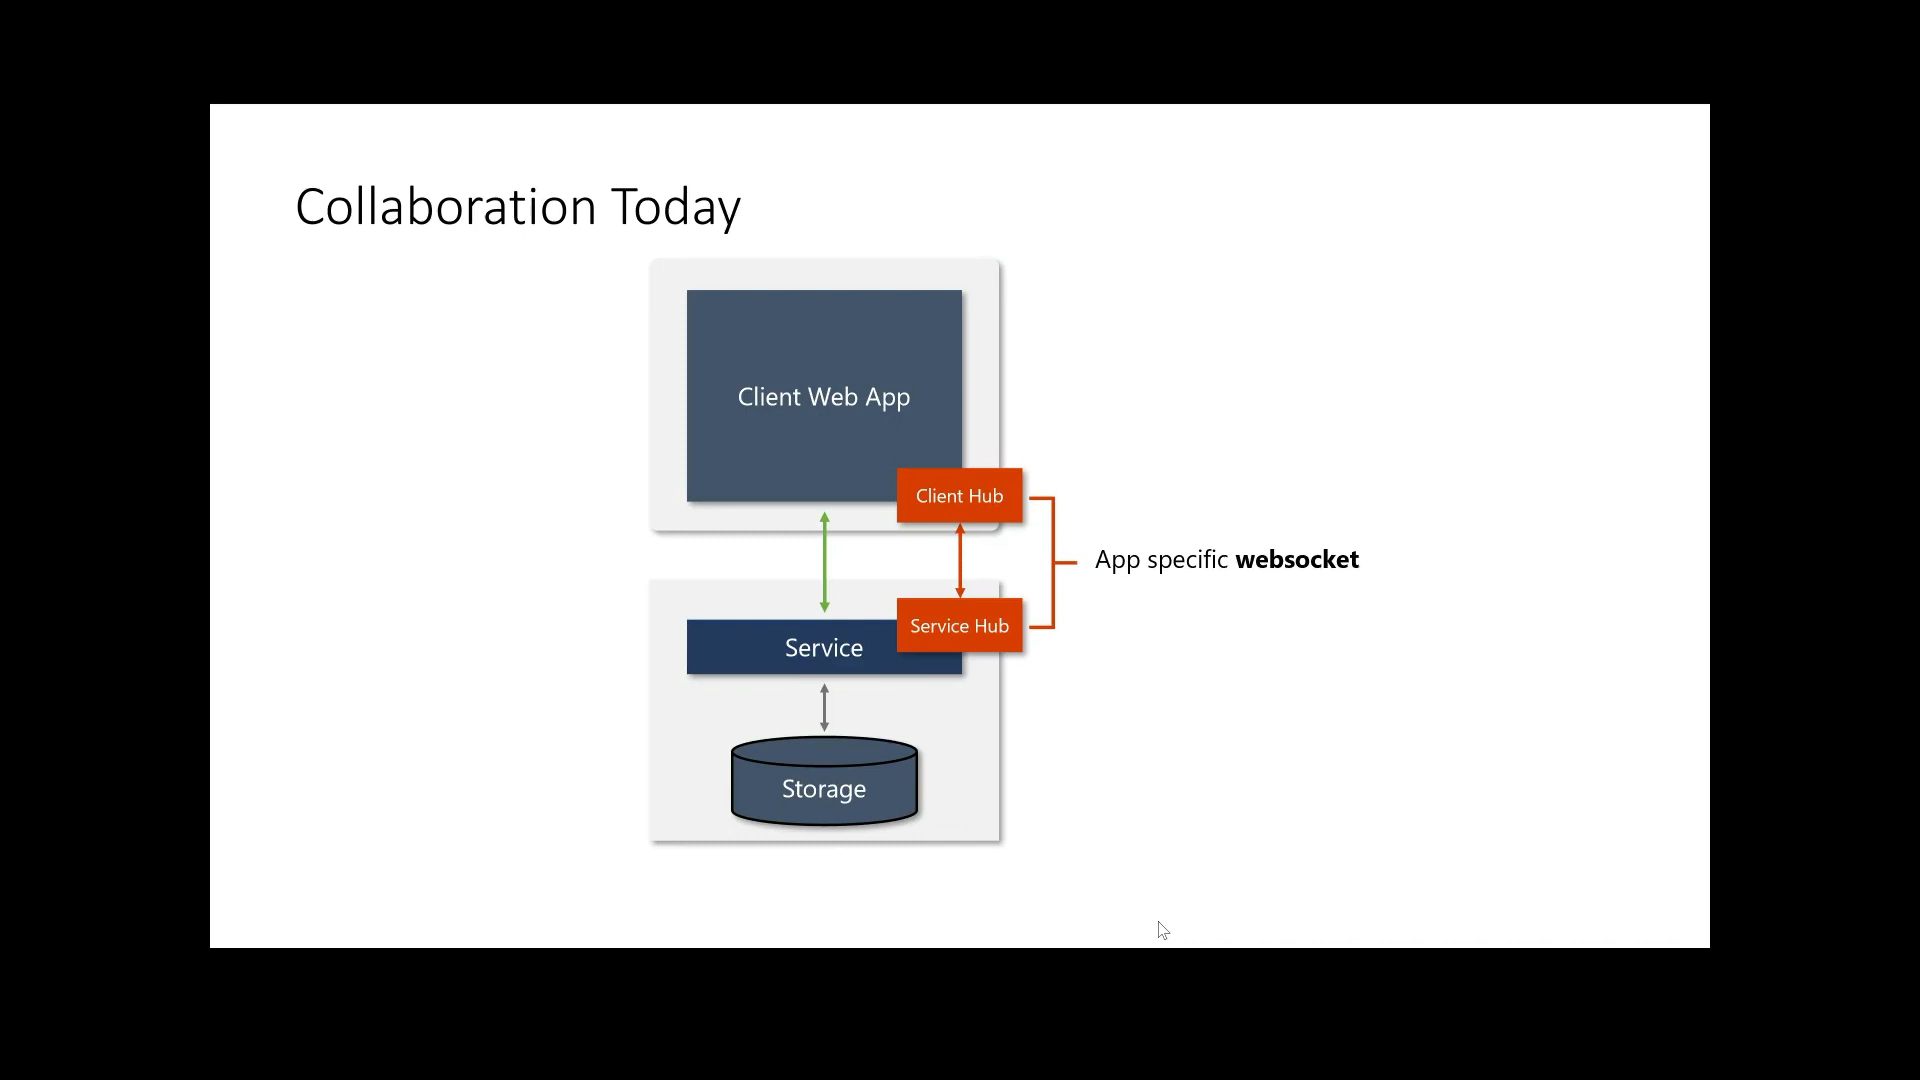 Collaboration Today
Client Web App
Client Hub
App specific websocket
Service Hub
Service
Storage